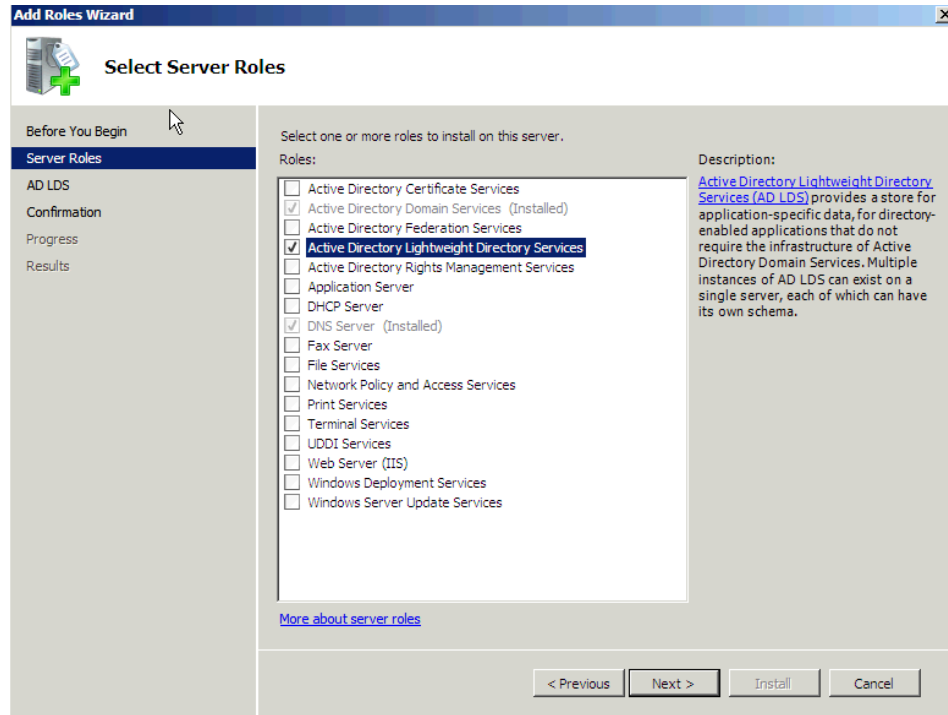 Add Roles Wizard
Select Server Roles
Before You Begin
Server Roles
AD LDS
Confirmation
Progress
Results
Select one or more roles to install on this server.
Roles:
Active Directory Certificate Services
Active Directory Domain Services (Installed)
Active Directory Federation Services
Active Directory Lightweight Directory Services
Active Directory Rights Management Services
Application Server
DHCP Server
DNS Server (Installed)
Fax Server
File Services
Network Policy and Access Services
Print Services
Terminal Services
UDDI Services
Web Server (IIS)
Windows Deployment Services
Windows Server Update Services
More about server roles
Description:
Active Directory Lightweight Directory
Services (AD LDS) provides a store for
application-specific data, for directory-
enabled applications that do not
require the infrastructure of Active
Directory Domain Services. Multiple
instances of AD LDS can exist on a
single server, each of which can have
its own schema.
< Previous
Next >
Install
Cancel